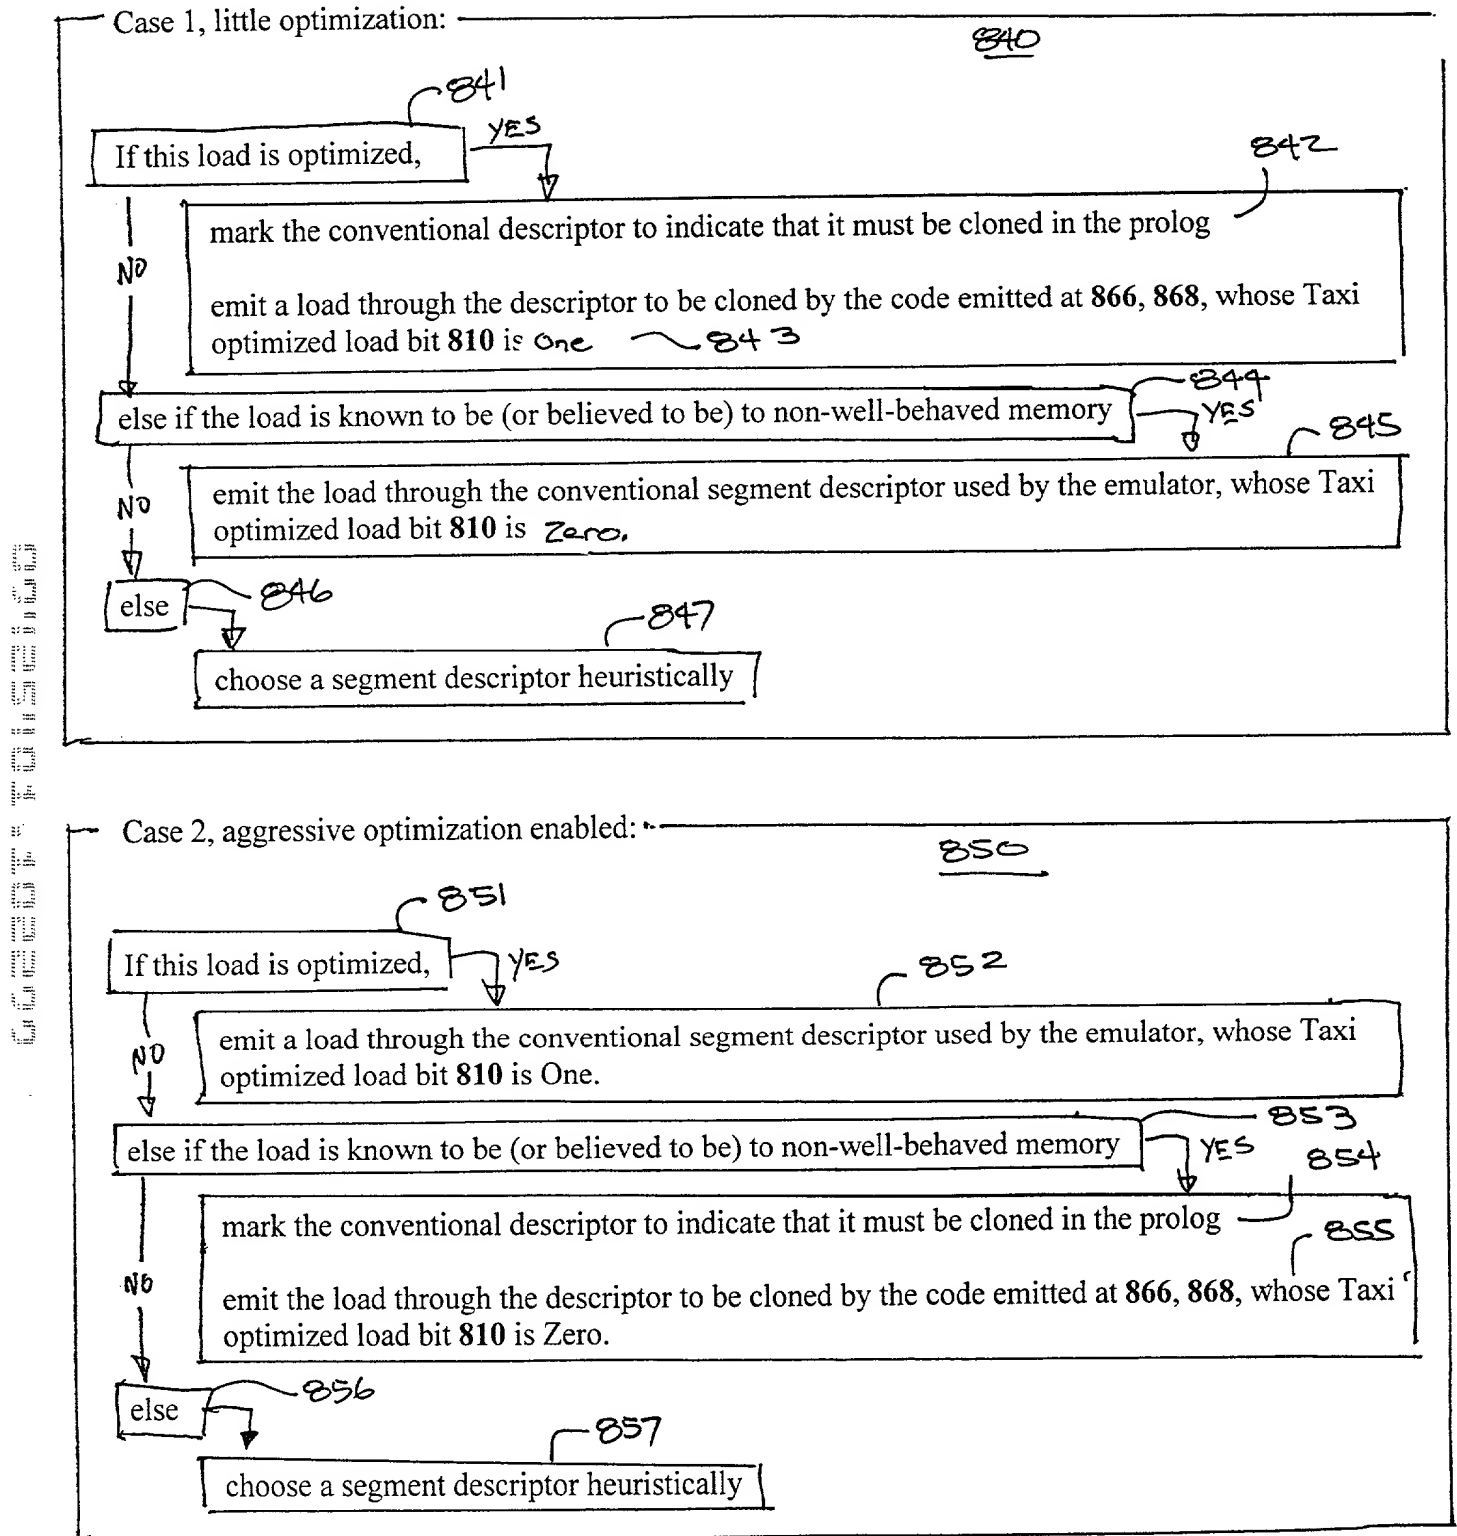 Case 1, little optimization:
840
841
If this load is optimized,
YES
842
mark the conventional descriptor to indicate that it must be cloned in the prolog
NO
emit a load through the descriptor to be cloned by the code emitted at 866, 868, whose Taxi
optimized load bit 810 is One
843
844
else if the load is known to be (or believed to be) to non-well-behaved memory
YES
845
emit the load through the conventional segment descriptor used by the emulator, whose Taxi
NO
optimized load bit 810 is Zero.
846
else
847
choose a segment descriptor heuristically
Case 2, aggressive optimization enabled:
850
851
If this load is optimized,
YES
852
emit a load through the conventional segment descriptor used by the emulator, whose Taxi
NO
optimized load bit 810 is One.
853
else if the load is known to be (or believed to be) to non-well-behaved memory
YES
854
mark the conventional descriptor to indicate that it must be cloned in the prolog
855
NO
emit the load through the descriptor to be cloned by the code emitted at 866, 868, whose Taxi
optimized load bit 810 is Zero.
856
else
857
choose a segment descriptor heuristically